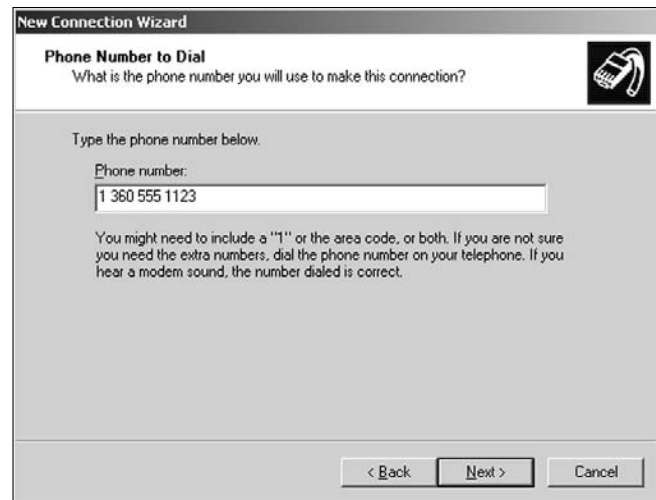 New Connection Wizard
Phone Number to Dial
What is the phone number you will use to make this connection?
Type the phone number below.
Phone number:
1 360 555 1123
You might need to include a "1" or the area code, or both. If you are not sure
you need the extra numbers, dial the phone number on your telephone. If you
hear a modem sound, the number dialed is correct.
< Back Next > Cancel